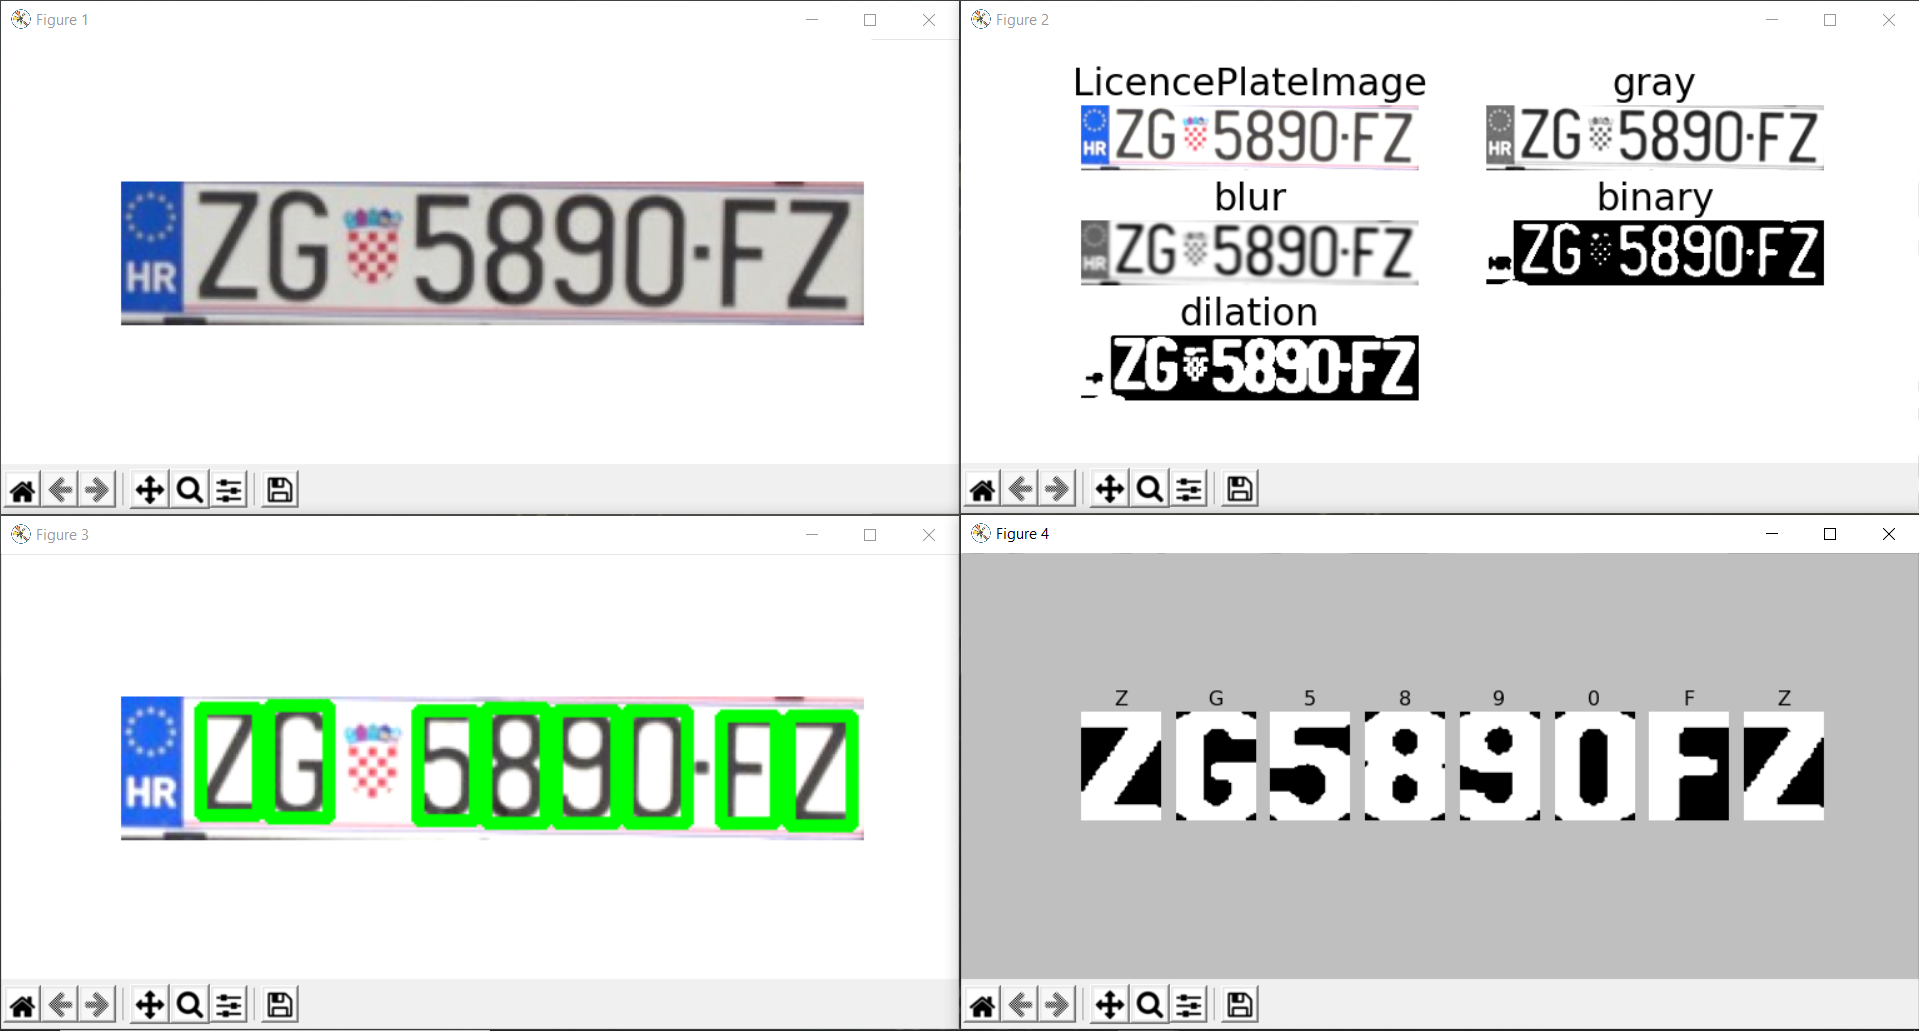 Figure 1
HR ZG 5890·FZ
Figure 2
LicencePlateImage
HR ZG 5890·FZ
gray
HR ZG 5890·FZ
blur
HR ZG 5890·FZ
binary
HR ZG 5890·FZ
dilation
ZG 5890·FZ
Figure 3
HR ZG 5890·FZ
Figure 4
Z G 5 8 9 0 F Z
ZG5890FZ